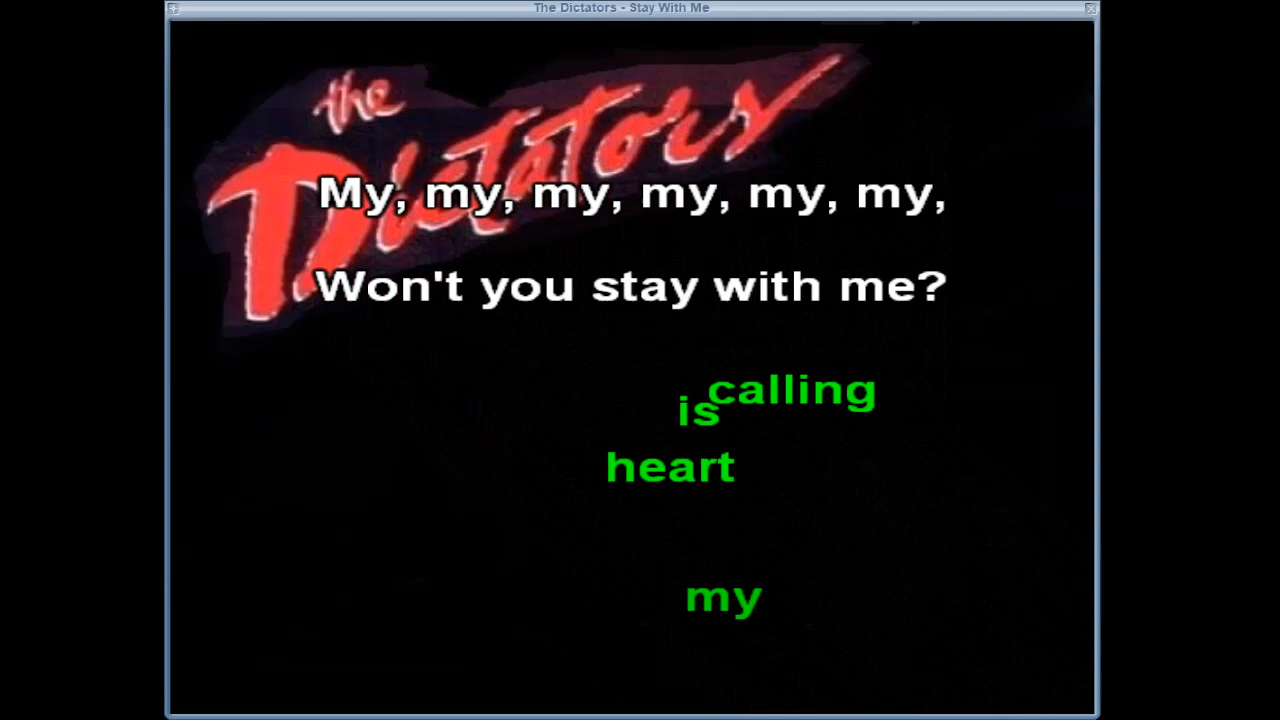 The Dictators - Stay With Me
the
Dictators
My, my, my, my, my, my,
Won't you stay with me?
calling
is
heart
my